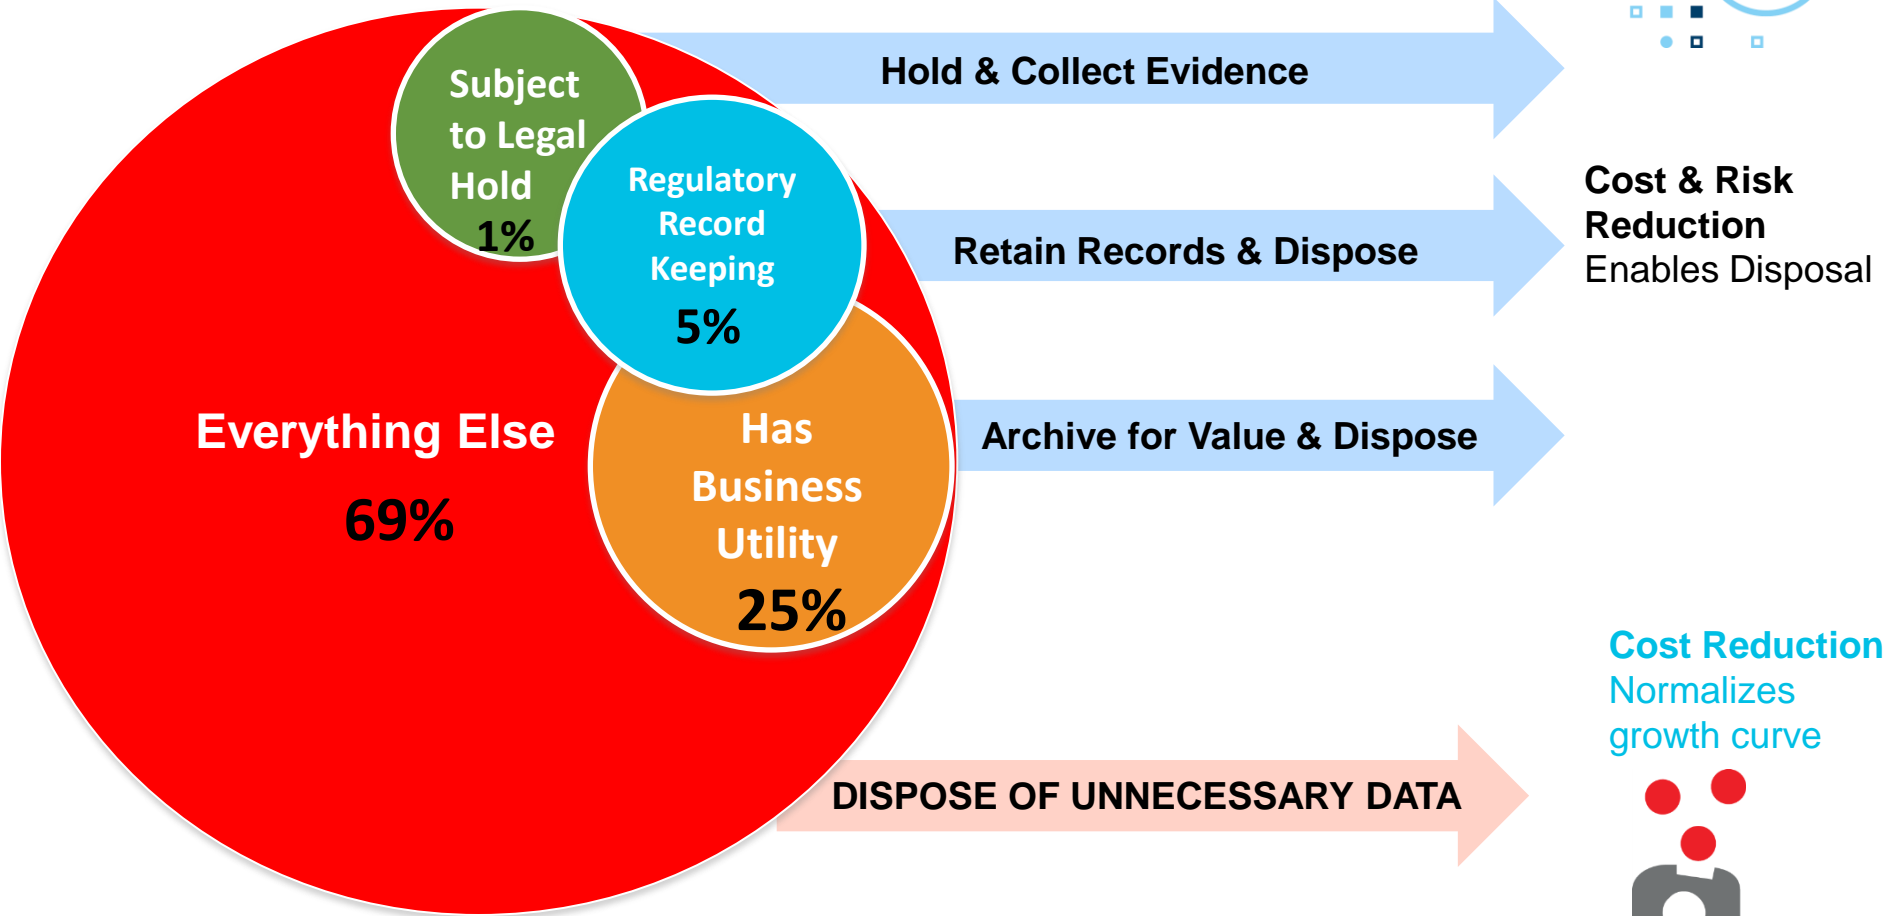 Subject
to Legal
Hold
1%
Regulatory
Record
Keeping
5%
Everything Else
69%
Has
Business
Utility
25%
Hold & Collect Evidence
Retain Records & Dispose
Archive for Value & Dispose
DISPOSE OF UNNECESSARY DATA
Cost & Risk
Reduction
Enables Disposal
Cost Reduction
Normalizes
growth curve